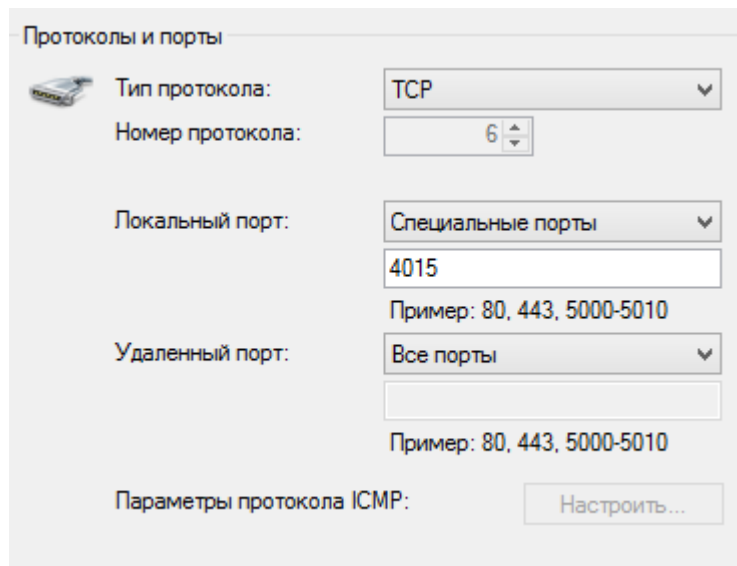 Протоколы и порты
Тип протокола: TCP
Номер протокола: 6
Локальный порт: Специальные порты
4015
Пример: 80, 443, 5000-5010
Удаленный порт: Все порты
Пример: 80, 443, 5000-5010
Параметры протокола ICMP: Настроить...